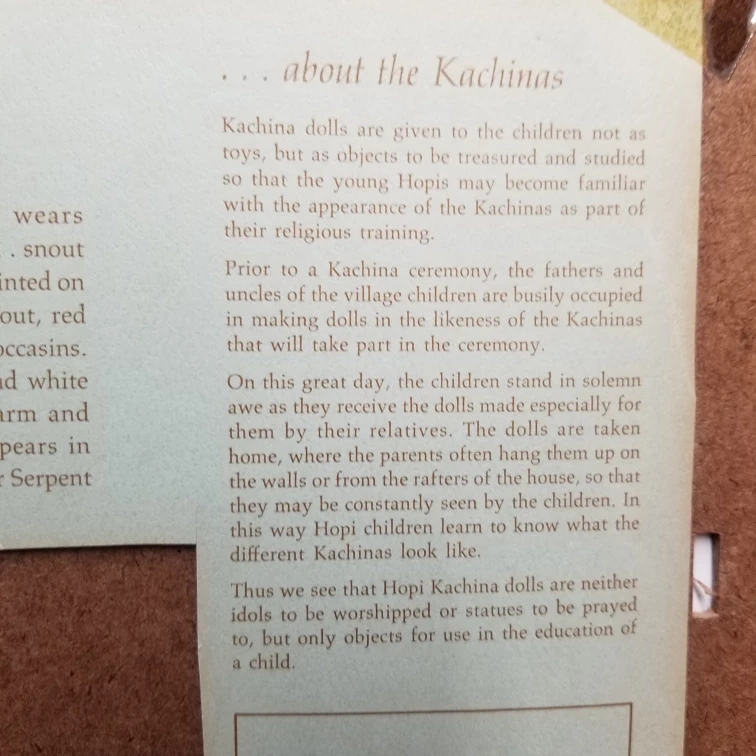 wears
. snout
inted on
out, red
occasins.
nd white
arm and
pears in
r Serpent
. . . about the Kachinas
Kachina dolls are given to the children not as
toys, but as objects to be treasured and studied
so that the young Hopis may become familiar
with the appearance of the Kachinas as part of
their religious training.
Prior to a Kachina ceremony, the fathers and
uncles of the village children are busily occupied
in making dolls in the likeness of the Kachinas
that will take part in the ceremony.
On this great day, the children stand in solemn
awe as they receive the dolls made especially for
them by their relatives. The dolls are taken
home, where the parents often hang them up on
the walls or from the rafters of the house, so that
they may be constantly seen by the children. In
this way Hopi children learn to know what the
different Kachinas look like.
Thus we see that Hopi Kachina dolls are neither
idols to be worshipped or statues to be prayed
to, but only objects for use in the education of
a child.